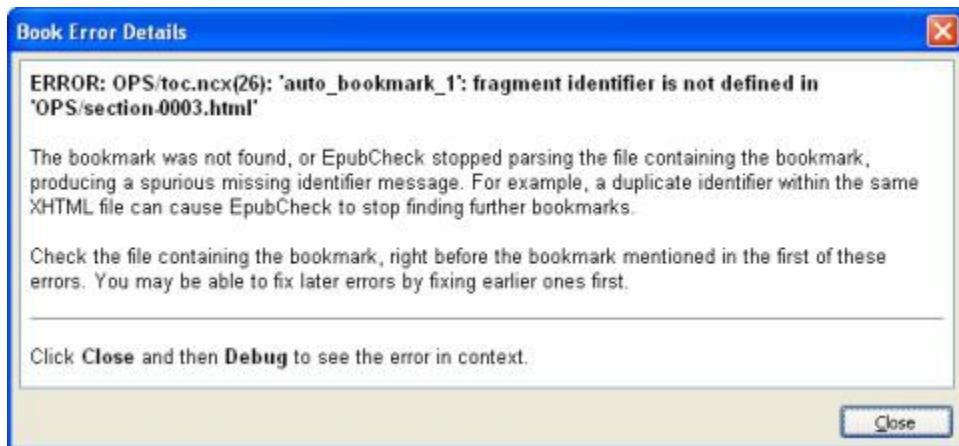 Book Error Details
ERROR: OPS/toc.ncx(26): 'auto_bookmark_1': fragment identifier is not defined in
'OPS/section-0003.html'
The bookmark was not found, or EpubCheck stopped parsing the file containing the bookmark,
producing a spurious missing identifier message. For example, a duplicate identifier within the same
XHTML file can cause EpubCheck to stop finding further bookmarks.
Check the file containing the bookmark, right before the bookmark mentioned in the first of these
errors. You may be able to fix later errors by fixing earlier ones first.
Click Close and then Debug to see the error in context.
Close